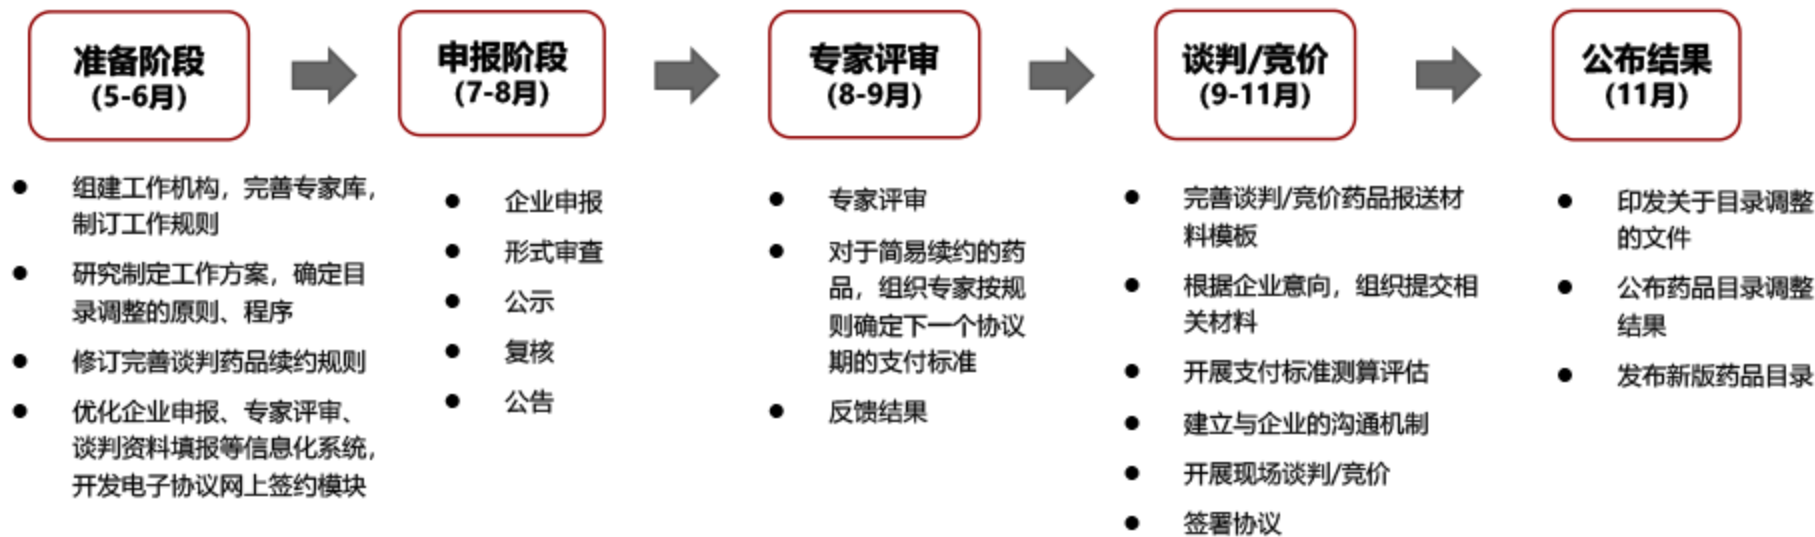 准备阶段
(5-6月)
申报阶段
(7-8月)
专家评审
(8-9月)
谈判/竞价
(9-11月)
公布结果
(11月)
● 组建工作机构，完善专家库，
制订工作规则
● 研究制定工作方案，确定目
录调整的原则、程序
● 修订完善谈判药品续约规则
● 优化企业申报、专家评审、
谈判资料填报等信息化系统，
开发电子协议网上签约模块
● 企业申报
● 形式审查
● 公示
● 复核
● 公告
● 专家评审
● 对于简易续约的药
品，组织专家按规
则确定下一个协议
期的支付标准
● 反馈结果
● 完善谈判/竞价药品报送材
料模板
● 根据企业意向，组织提交相
关材料
● 开展支付标准测算评估
● 建立与企业的沟通机制
● 开展现场谈判/竞价
● 签署协议
● 印发关于目录调整
的文件
● 公布药品目录调整
结果
● 发布新版药品目录